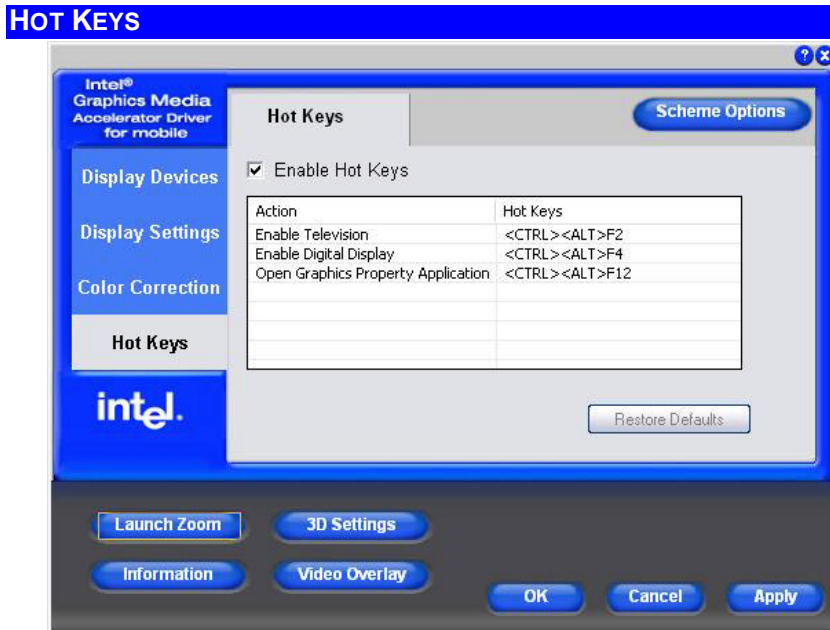 HOT KEYS
Intel®
Graphics Media
Accelerator Driver
for mobile
Hot Keys
Scheme Options
Display Devices
Enable Hot Keys
Display Settings
Action Hot Keys
Enable Television <CTRL><ALT>F2
Enable Digital Display <CTRL><ALT>F4
Open Graphics Property Application <CTRL><ALT>F12
Color Correction
Hot Keys
intel.
Restore Defaults
Launch Zoom
3D Settings
Information
Video Overlay
OK
Cancel
Apply